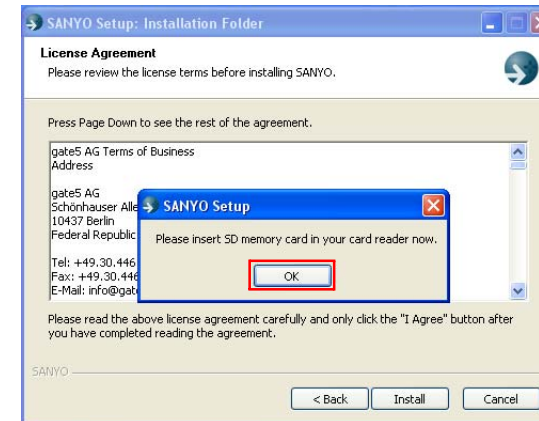 SANYO Setup: Installation Folder
License Agreement
Please review the license terms before installing SANYO.
Press Page Down to see the rest of the agreement.
gate5 AG Terms of Business
Address
gate5 AG
Schönhauser Alle
10437 Berlin
Federal Republic
Tel: +49.30.446
Fax: +49.30.446
E-Mail: info@gat
SANYO Setup
Please insert SD memory card in your card reader now.
OK
Please read the above license agreement carefully and only click the "I Agree" button after
you have completed reading the agreement.
SANYO
< Back Install Cancel